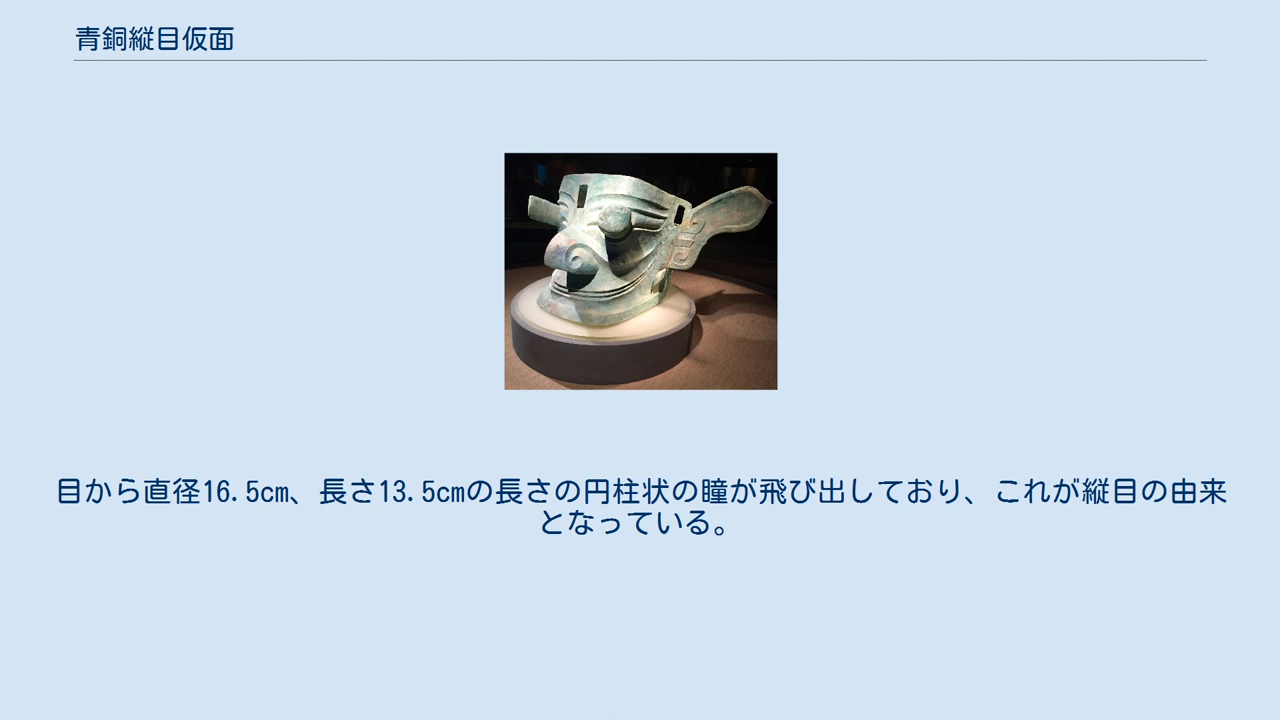 青銅縦目仮面
目から直径16.5cm、長さ13.5cmの長さの円柱状の瞳が飛び出しており、これが縦目の由来
となっている。